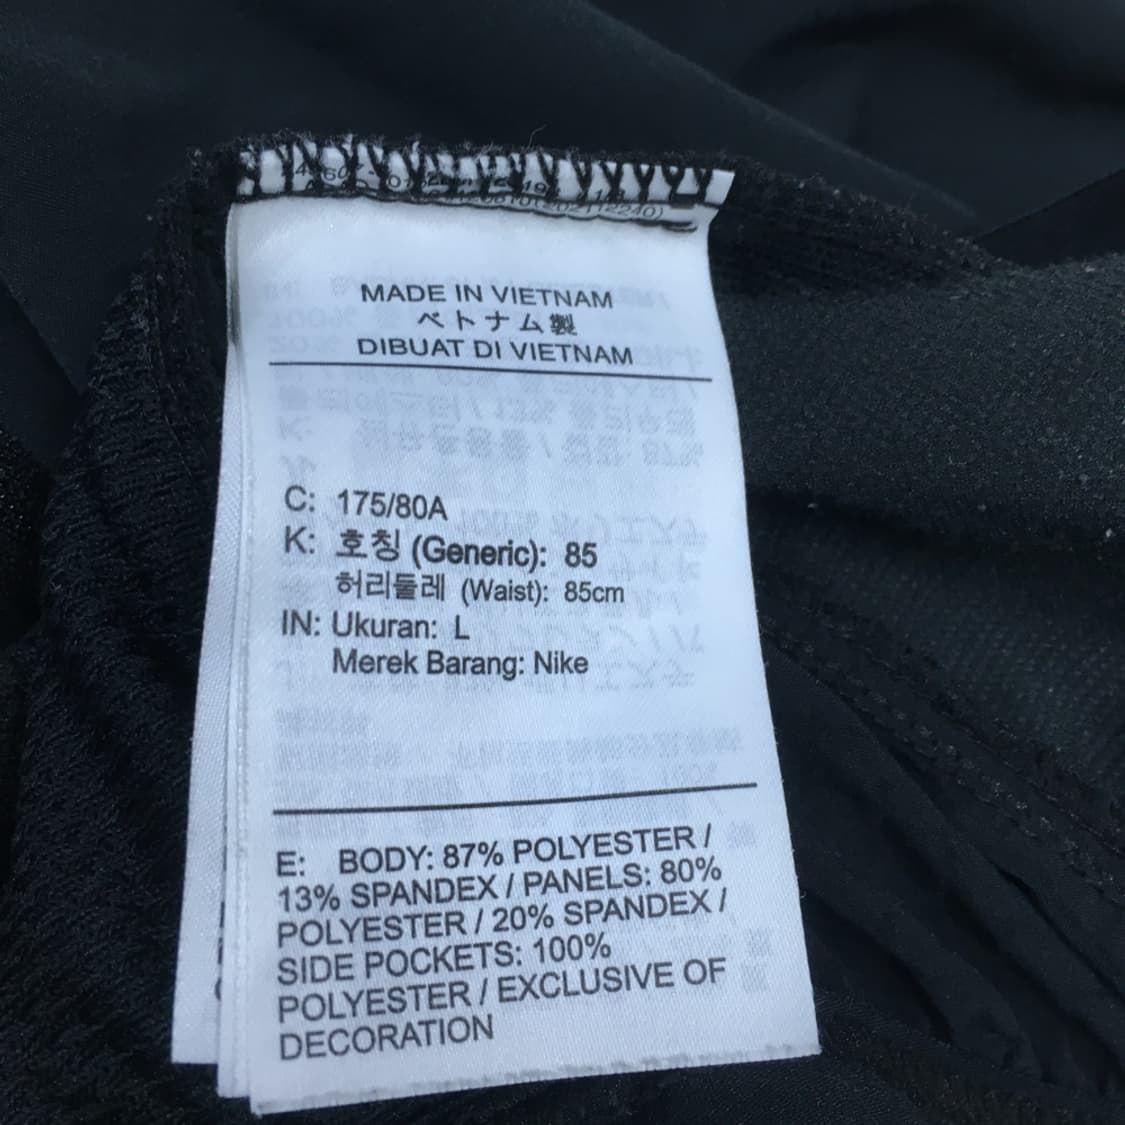 MADE IN VIETNAM
ベトナム製
DIBUAT DI VIETNAM
C: 175/80A
K: 호칭 (Generic): 85
허리둘레 (Waist): 85cm
IN: Ukuran: L
Merek Barang: Nike
E: BODY: 87% POLYESTER /
13% SPANDEX / PANELS: 80%
POLYESTER / 20% SPANDEX /
SIDE POCKETS: 100%
POLYESTER / EXCLUSIVE OF
DECORATION